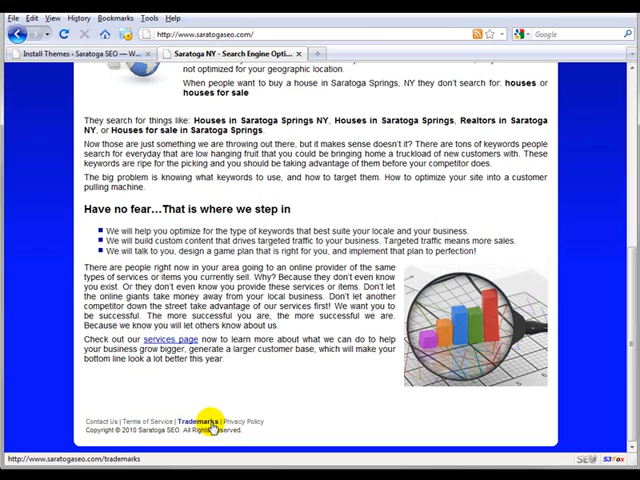 File Edit View History Bookmarks Tools Help
http://www.saratogaseo.com/
Install Themes ‹ Saratoga SEO — W...
Saratoga NY - Search Engine Opti...
not optimized for your geographic location.
When people want to buy a house in Saratoga Springs, NY they don't search for: houses or
houses for sale
They search for things like: Houses in Saratoga Springs NY, Houses in Saratoga Springs, Realtors in Saratoga
NY, or Houses for sale in Saratoga Springs.
Now those are just something we are throwing out there, but it makes sense doesn't it? There are tons of keywords people
search for everyday that are low hanging fruit that you could be bringing home a truckload of new customers with. These
keywords are ripe for the picking and you should be taking advantage of them before your competitor does.
The big problem is knowing what keywords to use, and how to target them. How to optimize your site into a customer
pulling machine.
Have no fear…That is where we step in
We will help you optimize for the type of keywords that best suite your locale and your business.
We will build custom content that drives targeted traffic to your business. Targeted traffic means more sales.
We will talk to you, design a game plan that is right for you, and implement that plan to perfection!
There are people right now in your area going to an online provider of the same
types of services or items you currently sell. Why? Because they don't even know
you exist. Or they don't even know you provide these services or items. Don't let
the online giants take money away from your local business. Don't let another
competitor down the street take advantage of our services first! We want you to
be successful. The more successful you are, the more successful we are.
Because we know you will let others know about us.
Check out our services page now to learn more about what we can do to help
your business grow bigger, generate a larger customer base, which will make your
bottom line look a lot better this year.
Contact Us | Terms of Service | Trademarks | Privacy Policy
Copyright © 2010 Saratoga SEO. All Rights Reserved.
http://www.saratogaseo.com/trademarks
SEO S3Fox